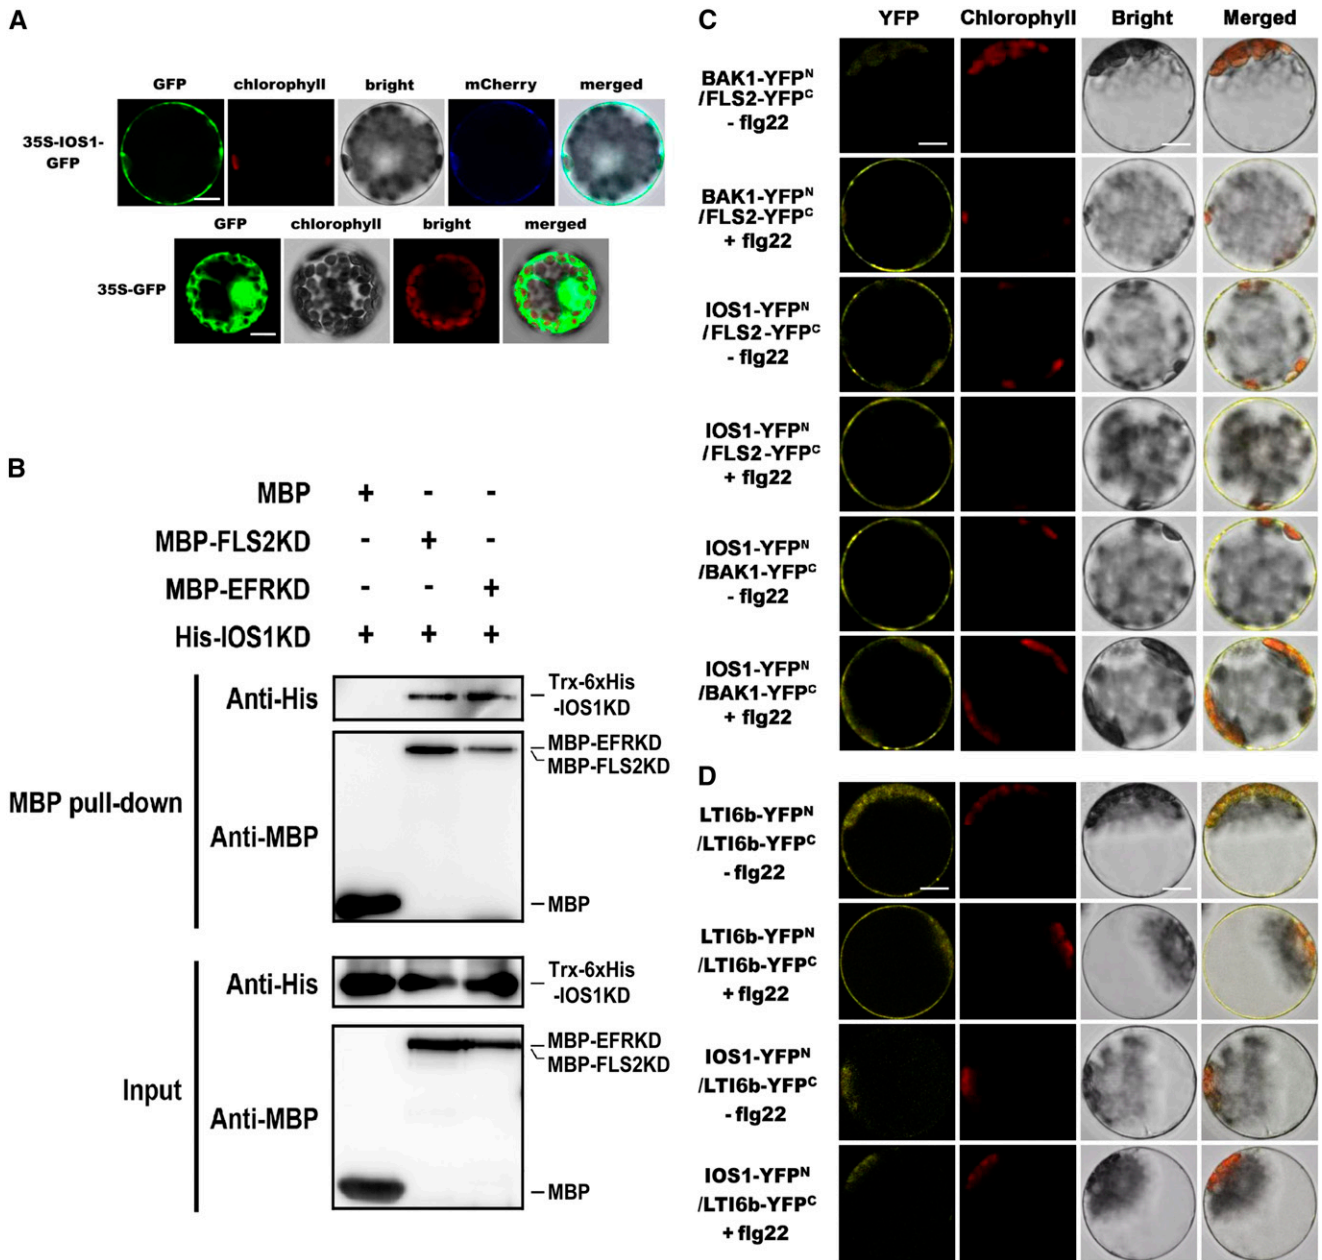 A
GFP chlorophyll bright mCherry merged
35S-IOS1-
GFP
GFP chlorophyll bright merged
35S-GFP
B
MBP + - -
MBP-FLS2KD - + -
MBP-EFRKD - - +
His-IOS1KD + + +
MBP pull-down
Anti-His
Trx-6xHis
-IOS1KD
Anti-MBP
MBP-EFRKD
MBP-FLS2KD
MBP
Input
Anti-His
Trx-6xHis
-IOS1KD
Anti-MBP
MBP-EFRKD
MBP-FLS2KD
MBP
C
YFP Chlorophyll Bright Merged
BAK1-YFPᴺ
/FLS2-YFPᶜ
- flg22
BAK1-YFPᴺ
/FLS2-YFPᶜ
+ flg22
IOS1-YFPᴺ
/FLS2-YFPᶜ
- flg22
IOS1-YFPᴺ
/FLS2-YFPᶜ
+ flg22
IOS1-YFPᴺ
/BAK1-YFPᶜ
- flg22
IOS1-YFPᴺ
/BAK1-YFPᶜ
+ flg22
D
LTI6b-YFPᴺ
/LTI6b-YFPᶜ
- flg22
LTI6b-YFPᴺ
/LTI6b-YFPᶜ
+ flg22
IOS1-YFPᴺ
/LTI6b-YFPᶜ
- flg22
IOS1-YFPᴺ
/LTI6b-YFPᶜ
+ flg22